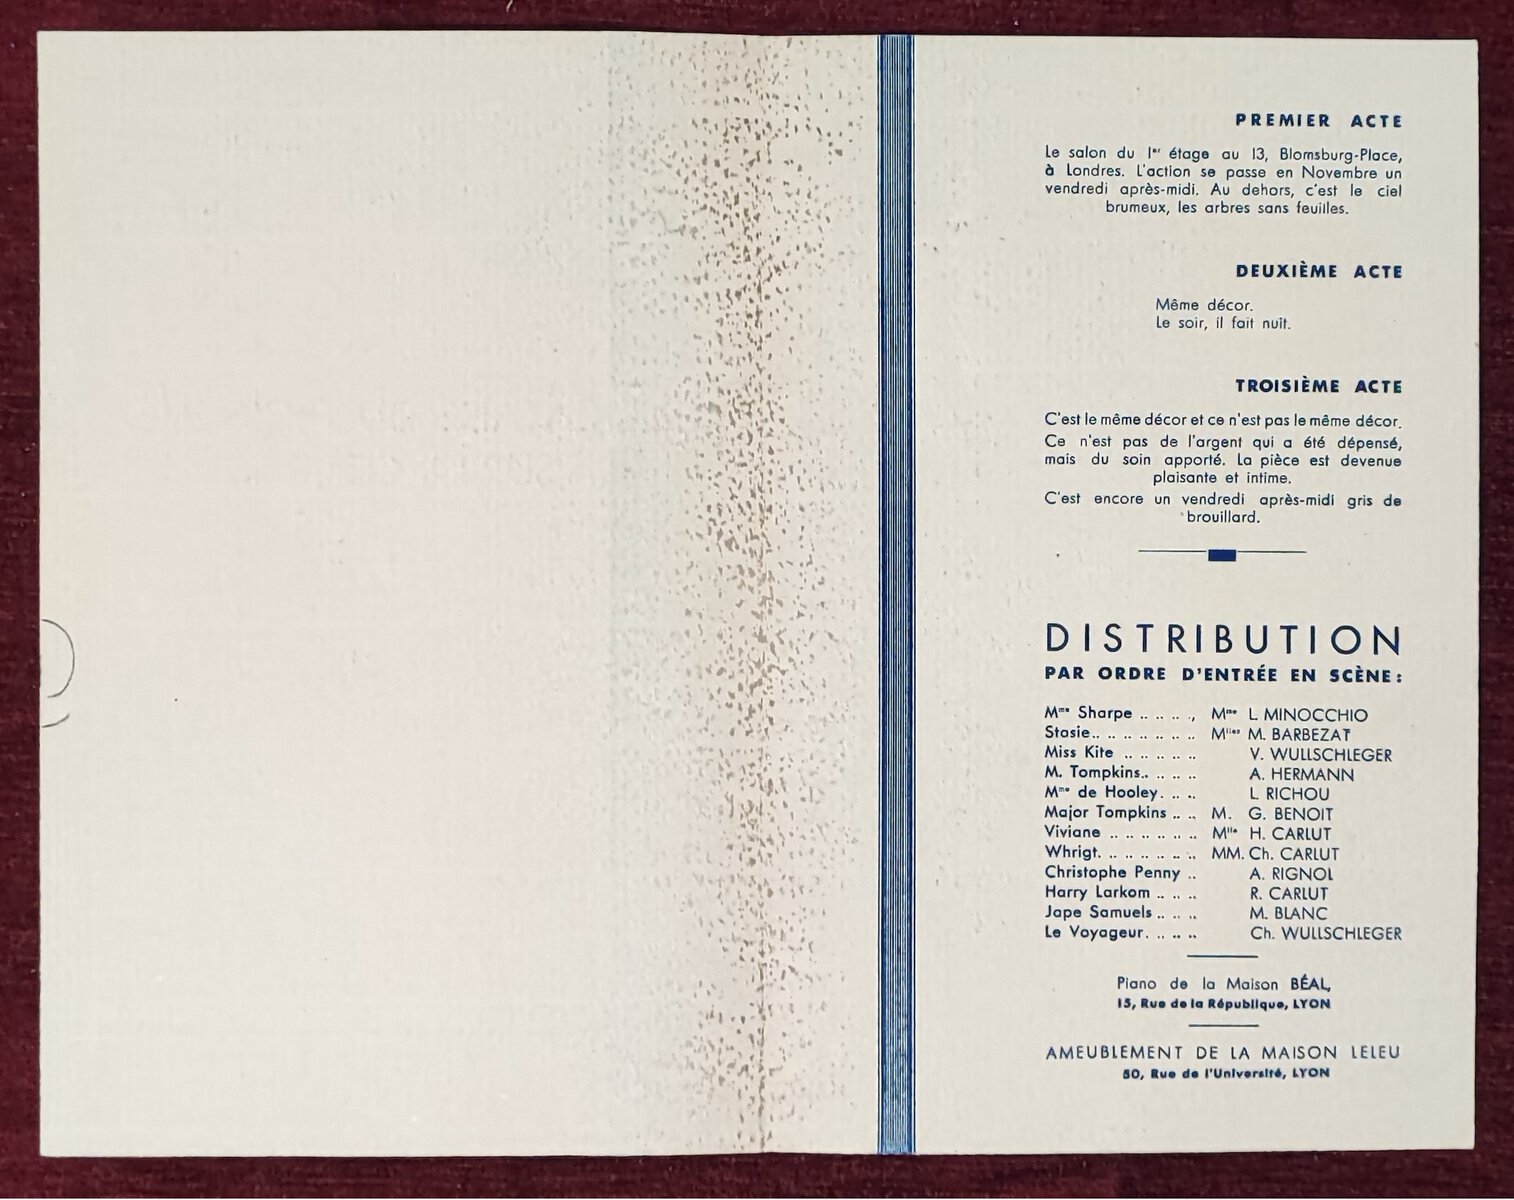 PREMIER ACTE
Le salon du 1er étage au 13, Blomsburg-Place,
à Londres. L'action se passe en Novembre un
vendredi après-midi. Au dehors, c'est le ciel
brumeux, les arbres sans feuilles.
DEUXIÈME ACTE
Même décor.
Le soir, il fait nuit.
TROISIÈME ACTE
C'est le même décor et ce n'est pas le même décor.
Ce n'est pas de l'argent qui a été dépensé,
mais du soin apporté. La pièce est devenue
plaisante et intime.
C'est encore un vendredi après-midi gris de
brouillard.
DISTRIBUTION
PAR ORDRE D'ENTRÉE EN SCÈNE :
Mme Sharpe .. .. .., Mme L. MINOCCHIO
Stasie.. .. .. .. .. .. Mlles M. BARBEZAT
Miss Kite .. .. .. .. V. WULLSCHLEGER
M. Tompkins.. .. .. A. HERMANN
Mme de Hooley. .. .. L. RICHOU
Major Tompkins .. .. M. G. BENOIT
Viviane .. .. .. .. .. Mlle H. CARLUT
Whrigt. .. .. .. .. .. MM. Ch. CARLUT
Christophe Penny .. A. RIGNOL
Harry Larkom .. .. .. R. CARLUT
Jape Samuels .. .. .. M. BLANC
Le Voyageur. .. .. .. Ch. WULLSCHLEGER
Piano de la Maison BÉAL,
15, Rue de la République, LYON
AMEUBLEMENT DE LA MAISON LELEU
50, Rue de l'Université, LYON